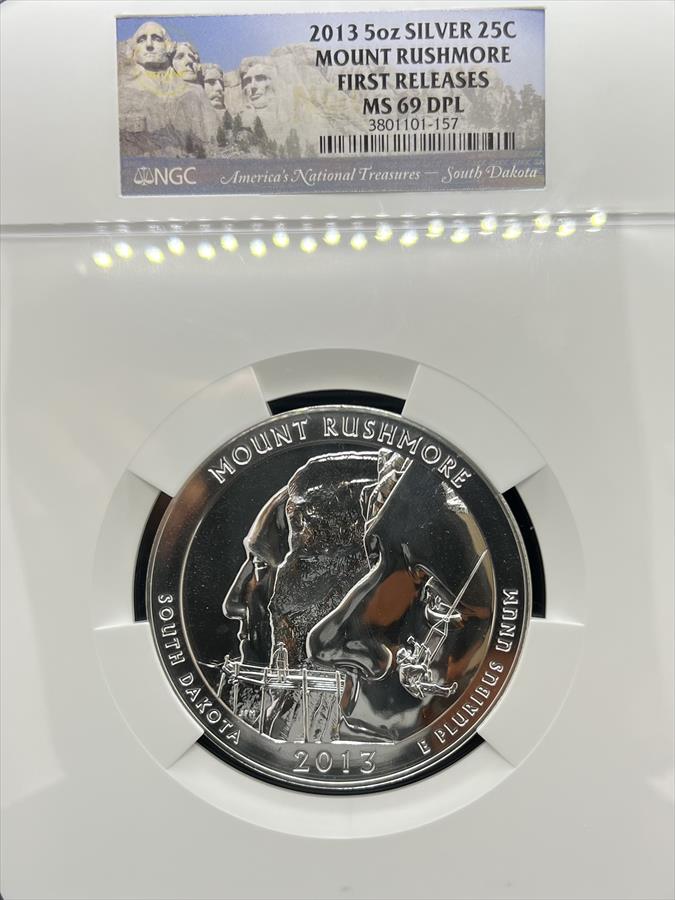 2013 5oz SILVER 25C
MOUNT RUSHMORE
FIRST RELEASES
MS 69 DPL
3801101-157
NGC America's National Treasures — South Dakota
MOUNT RUSHMORE
SOUTH DAKOTA
E PLURIBUS UNUM
JFM
2013